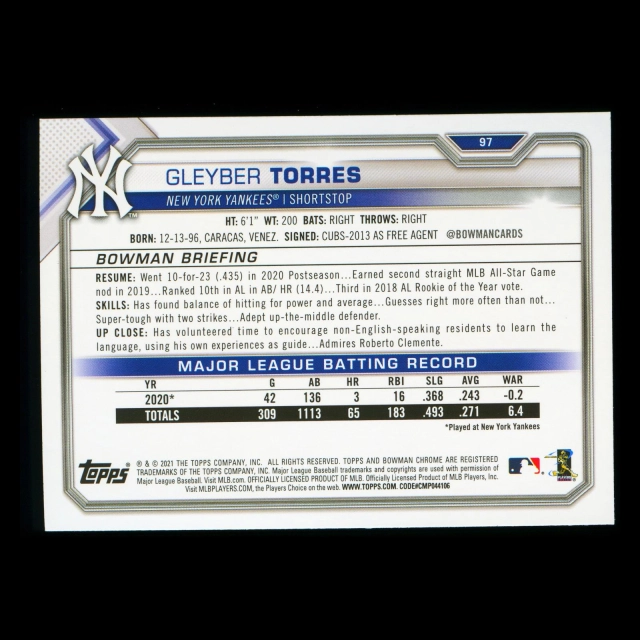 97
NY
TM
GLEYBER TORRES
NEW YORK YANKEES® | SHORTSTOP
HT: 6'1" WT: 200 BATS: RIGHT THROWS: RIGHT
BORN: 12-13-96, CARACAS, VENEZ. SIGNED: CUBS-2013 AS FREE AGENT @BOWMANCARDS
BOWMAN BRIEFING
RESUME: Went 10-for-23 (.435) in 2020 Postseason...Earned second straight MLB All-Star Game
nod in 2019...Ranked 10th in AL in AB/ HR (14.4)...Third in 2018 AL Rookie of the Year vote.
SKILLS: Has found balance of hitting for power and average...Guesses right more often than not...
Super-tough with two strikes...Adept up-the-middle defender.
UP CLOSE: Has volunteered time to encourage non-English-speaking residents to learn the
language, using his own experiences as guide...Admires Roberto Clemente.
MAJOR LEAGUE BATTING RECORD
YR G AB HR RBI SLG AVG WAR
2020* 42 136 3 16 .368 .243 -0.2
TOTALS 309 1113 65 183 .493 .271 6.4
*Played at New York Yankees
Topps
® & © 2021 THE TOPPS COMPANY, INC. ALL RIGHTS RESERVED. TOPPS AND BOWMAN CHROME ARE REGISTERED
TRADEMARKS OF THE TOPPS COMPANY, INC. Major League Baseball trademarks and copyrights are used with permission of
Major League Baseball. Visit MLB.com. OFFICIALLY LICENSED PRODUCT OF MLB. Officially Licensed Product of MLB Players, Inc.
Visit MLBPLAYERS.COM, the Players Choice on the web. WWW.TOPPS.COM. CODE#CMP044106